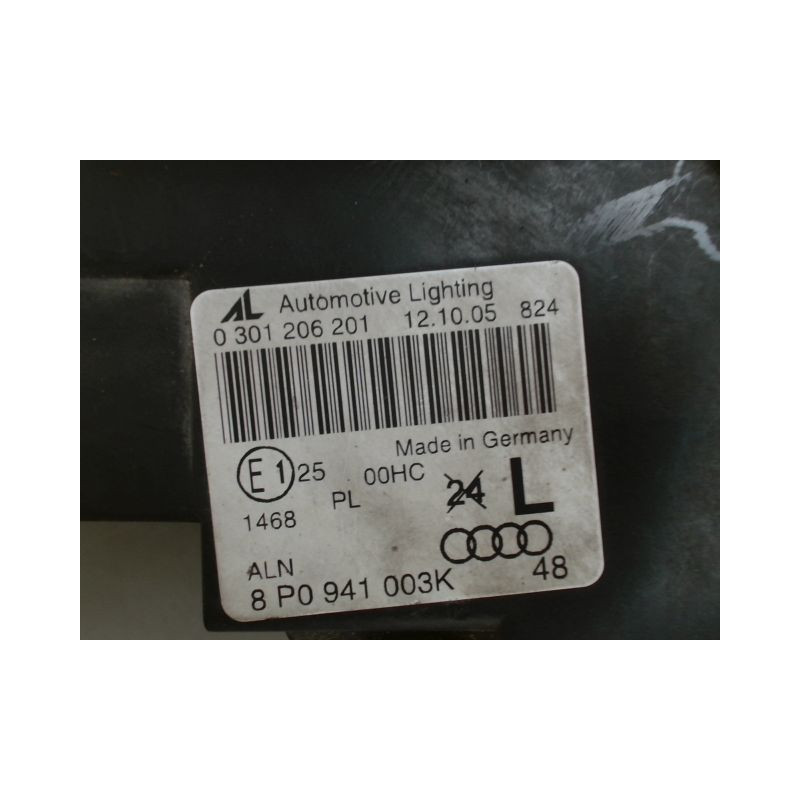 AL Automotive Lighting
0 301 206 201 12.10.05 824
Made in Germany
E1 25 00HC 24 L
1468 PL
ALN 48
8 P0 941 003K